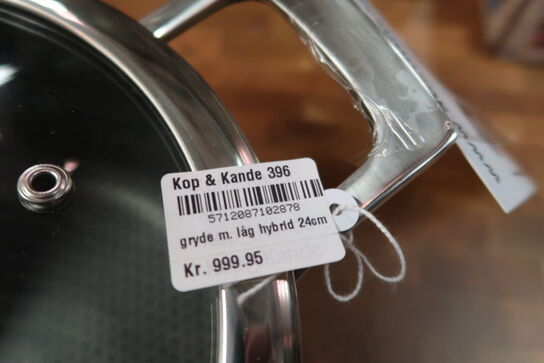 Kop & Kande 396
5712087102878
gryde m. låg hybrid 24cm
Kr. 999.95